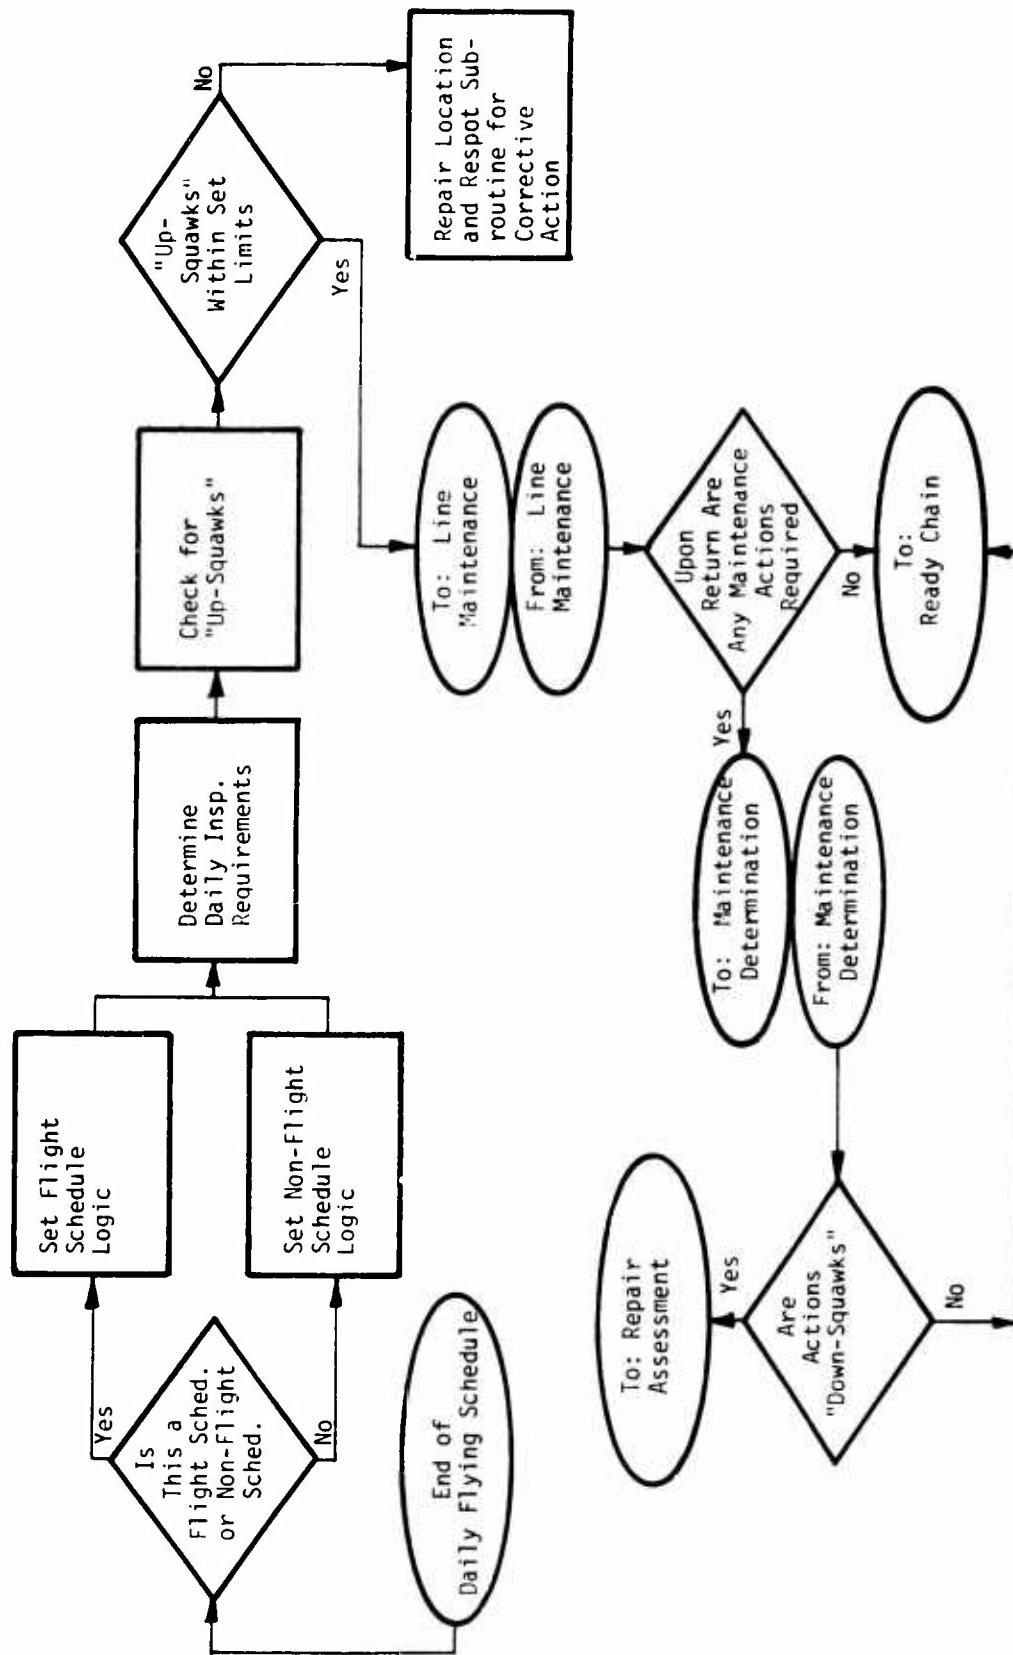 End of
Daily Flying Schedule
Is
This a
Flight Sched.
or Non-Flight
Sched.
Yes
No
Set Flight
Schedule
Logic
Set Non-Flight
Schedule
Logic
Determine
Daily Insp.
Requirements
Check for
"Up-Squawks"
"Up-
Squawks"
Within Set
Limits
No
Yes
Repair Location
and Respot Sub-
routine for
Corrective
Action
To: Line
Maintenance
From: Line
Maintenance
Upon
Return Are
Any Maintenance
Actions
Required
Yes
No
To:
Ready Chain
To: Maintenance
Determination
From: Maintenance
Determination
Are
Actions
"Down-Squawks"
Yes
No
To: Repair
Assessment